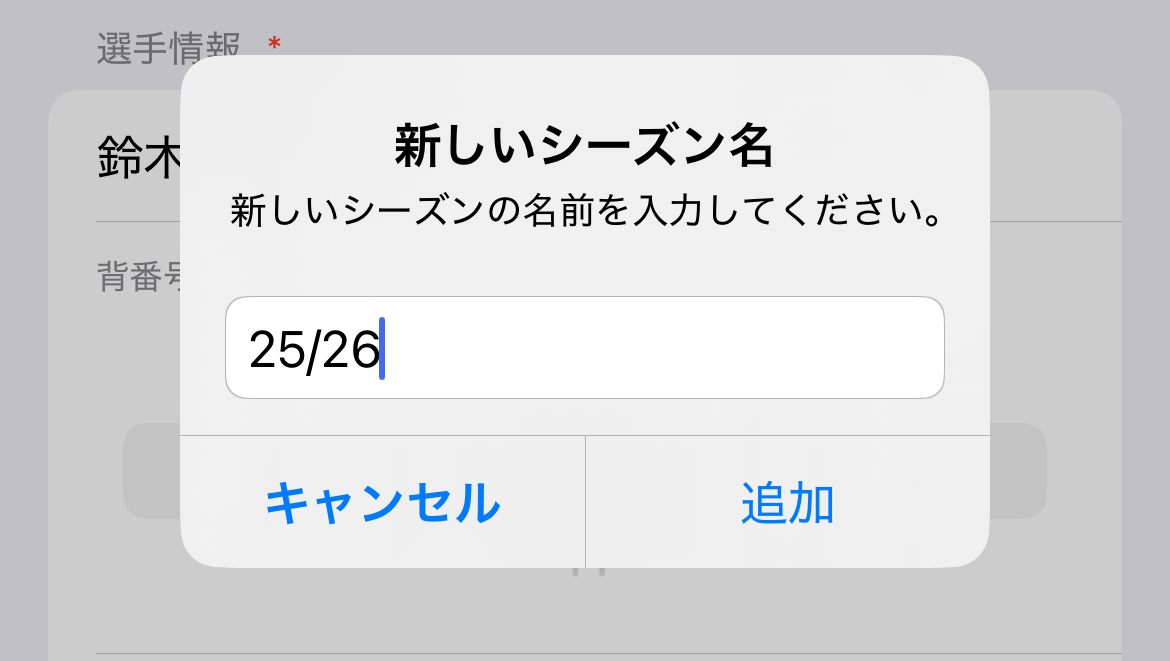 選手情報 *
新しいシーズン名
鈴木
新しいシーズンの名前を入力してください。
背番号
25/26
キャンセル
追加